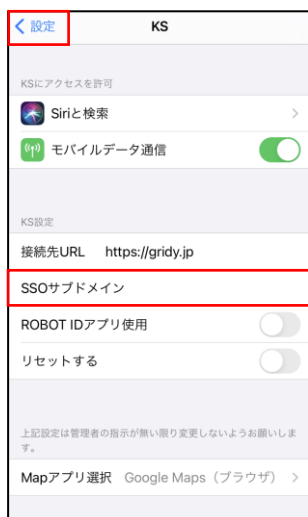 設定
KS
KSにアクセスを許可
Siriと検索
モバイルデータ通信
KS設定
接続先URL https://gridy.jp
SSOサブドメイン
ROBOT IDアプリ使用
リセットする
上記設定は管理者の指示が無い限り変更しないようお願いしま
す。
Mapアプリ選択 Google Maps（ブラウザ）